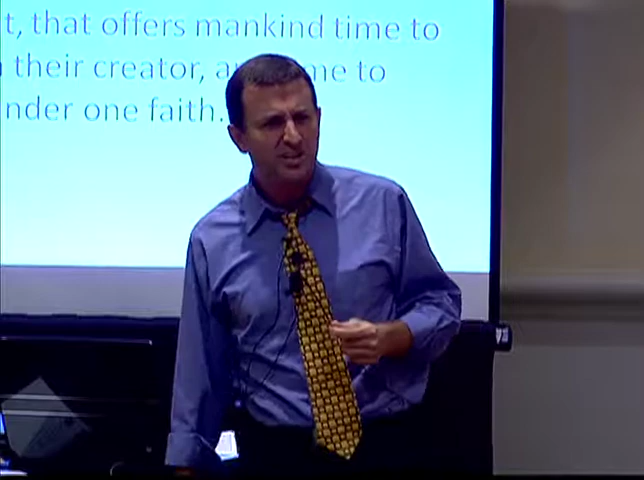 t, that offers mankind time to
their creator, a me to
nder one faith.